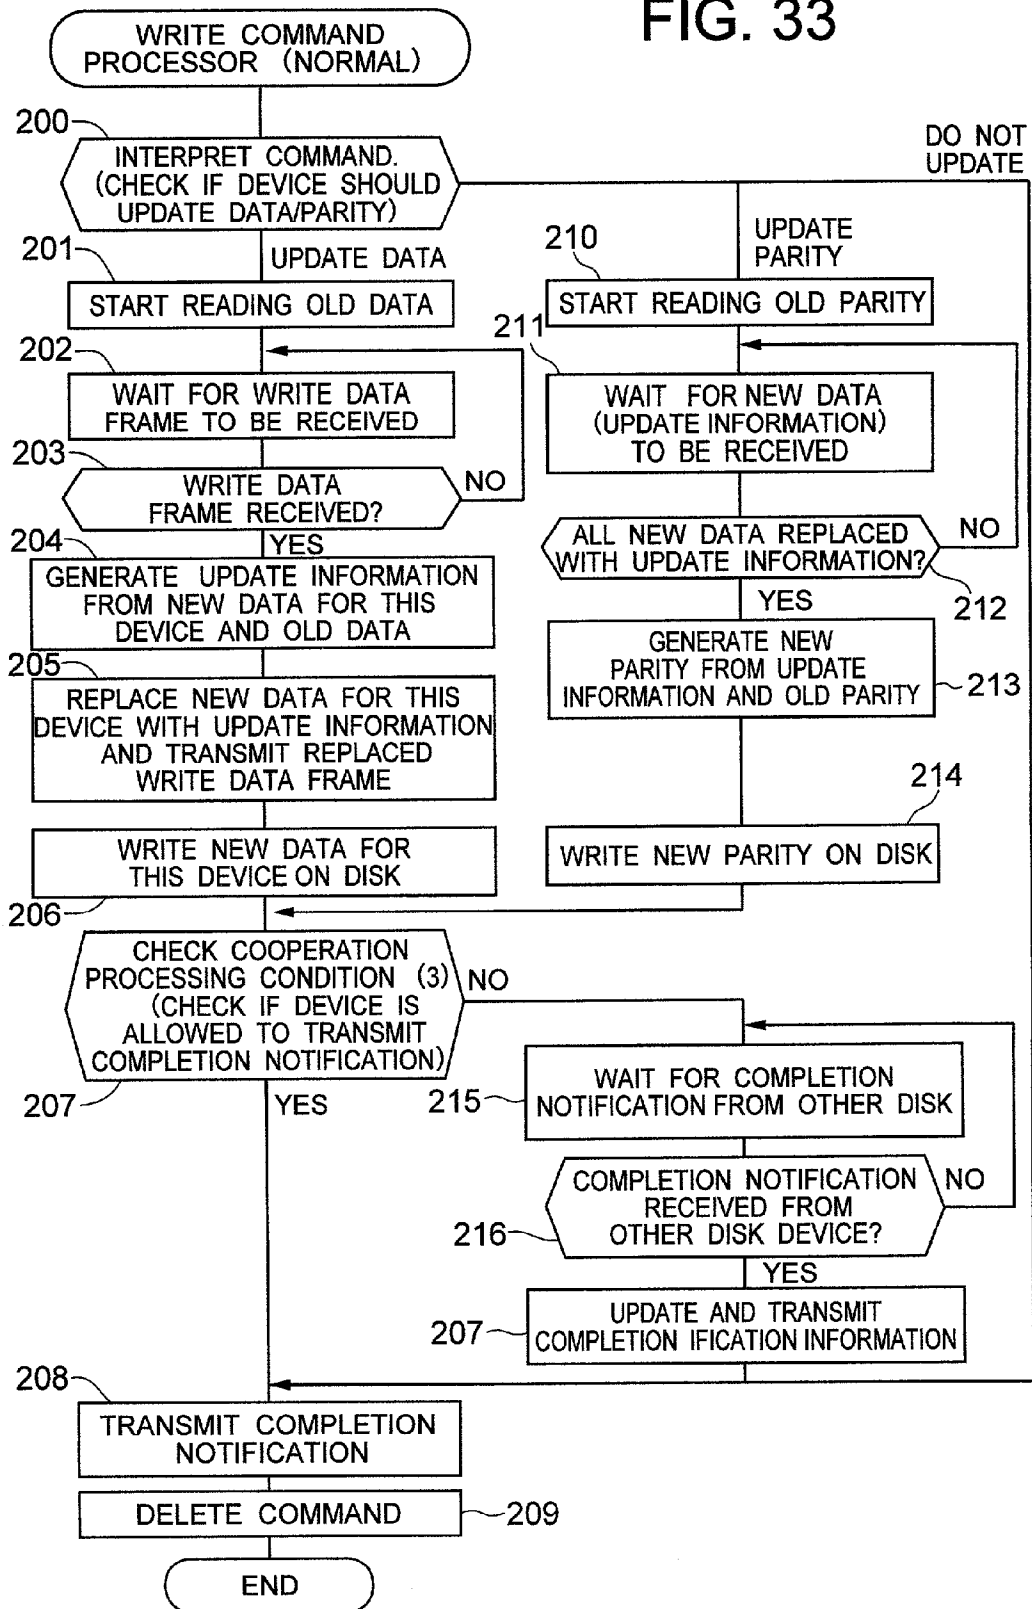 FIG. 33
WRITE COMMAND
PROCESSOR (NORMAL)
200
INTERPRET COMMAND.
(CHECK IF DEVICE SHOULD
UPDATE DATA/PARITY)
DO NOT
UPDATE
201
UPDATE DATA
START READING OLD DATA
202
WAIT FOR WRITE DATA
FRAME TO BE RECEIVED
203
WRITE DATA
FRAME RECEIVED?
NO
YES
204
GENERATE UPDATE INFORMATION
FROM NEW DATA FOR THIS
DEVICE AND OLD DATA
205
REPLACE NEW DATA FOR THIS
DEVICE WITH UPDATE INFORMATION
AND TRANSMIT REPLACED
WRITE DATA FRAME
WRITE NEW DATA FOR
THIS DEVICE ON DISK
206
210
UPDATE
PARITY
START READING OLD PARITY
211
WAIT FOR NEW DATA
(UPDATE INFORMATION)
TO BE RECEIVED
ALL NEW DATA REPLACED
WITH UPDATE INFORMATION?
NO
212
YES
GENERATE NEW
PARITY FROM UPDATE
INFORMATION AND OLD PARITY
213
214
WRITE NEW PARITY ON DISK
CHECK COOPERATION
PROCESSING CONDITION (3)
(CHECK IF DEVICE IS
ALLOWED TO TRANSMIT
COMPLETION NOTIFICATION)
NO
207
YES
215
WAIT FOR COMPLETION
NOTIFICATION FROM OTHER DISK
COMPLETION NOTIFICATION
RECEIVED FROM
OTHER DISK DEVICE?
NO
216
YES
207
UPDATE AND TRANSMIT
COMPLETION IFICATION INFORMATION
208
TRANSMIT COMPLETION
NOTIFICATION
DELETE COMMAND
209
END